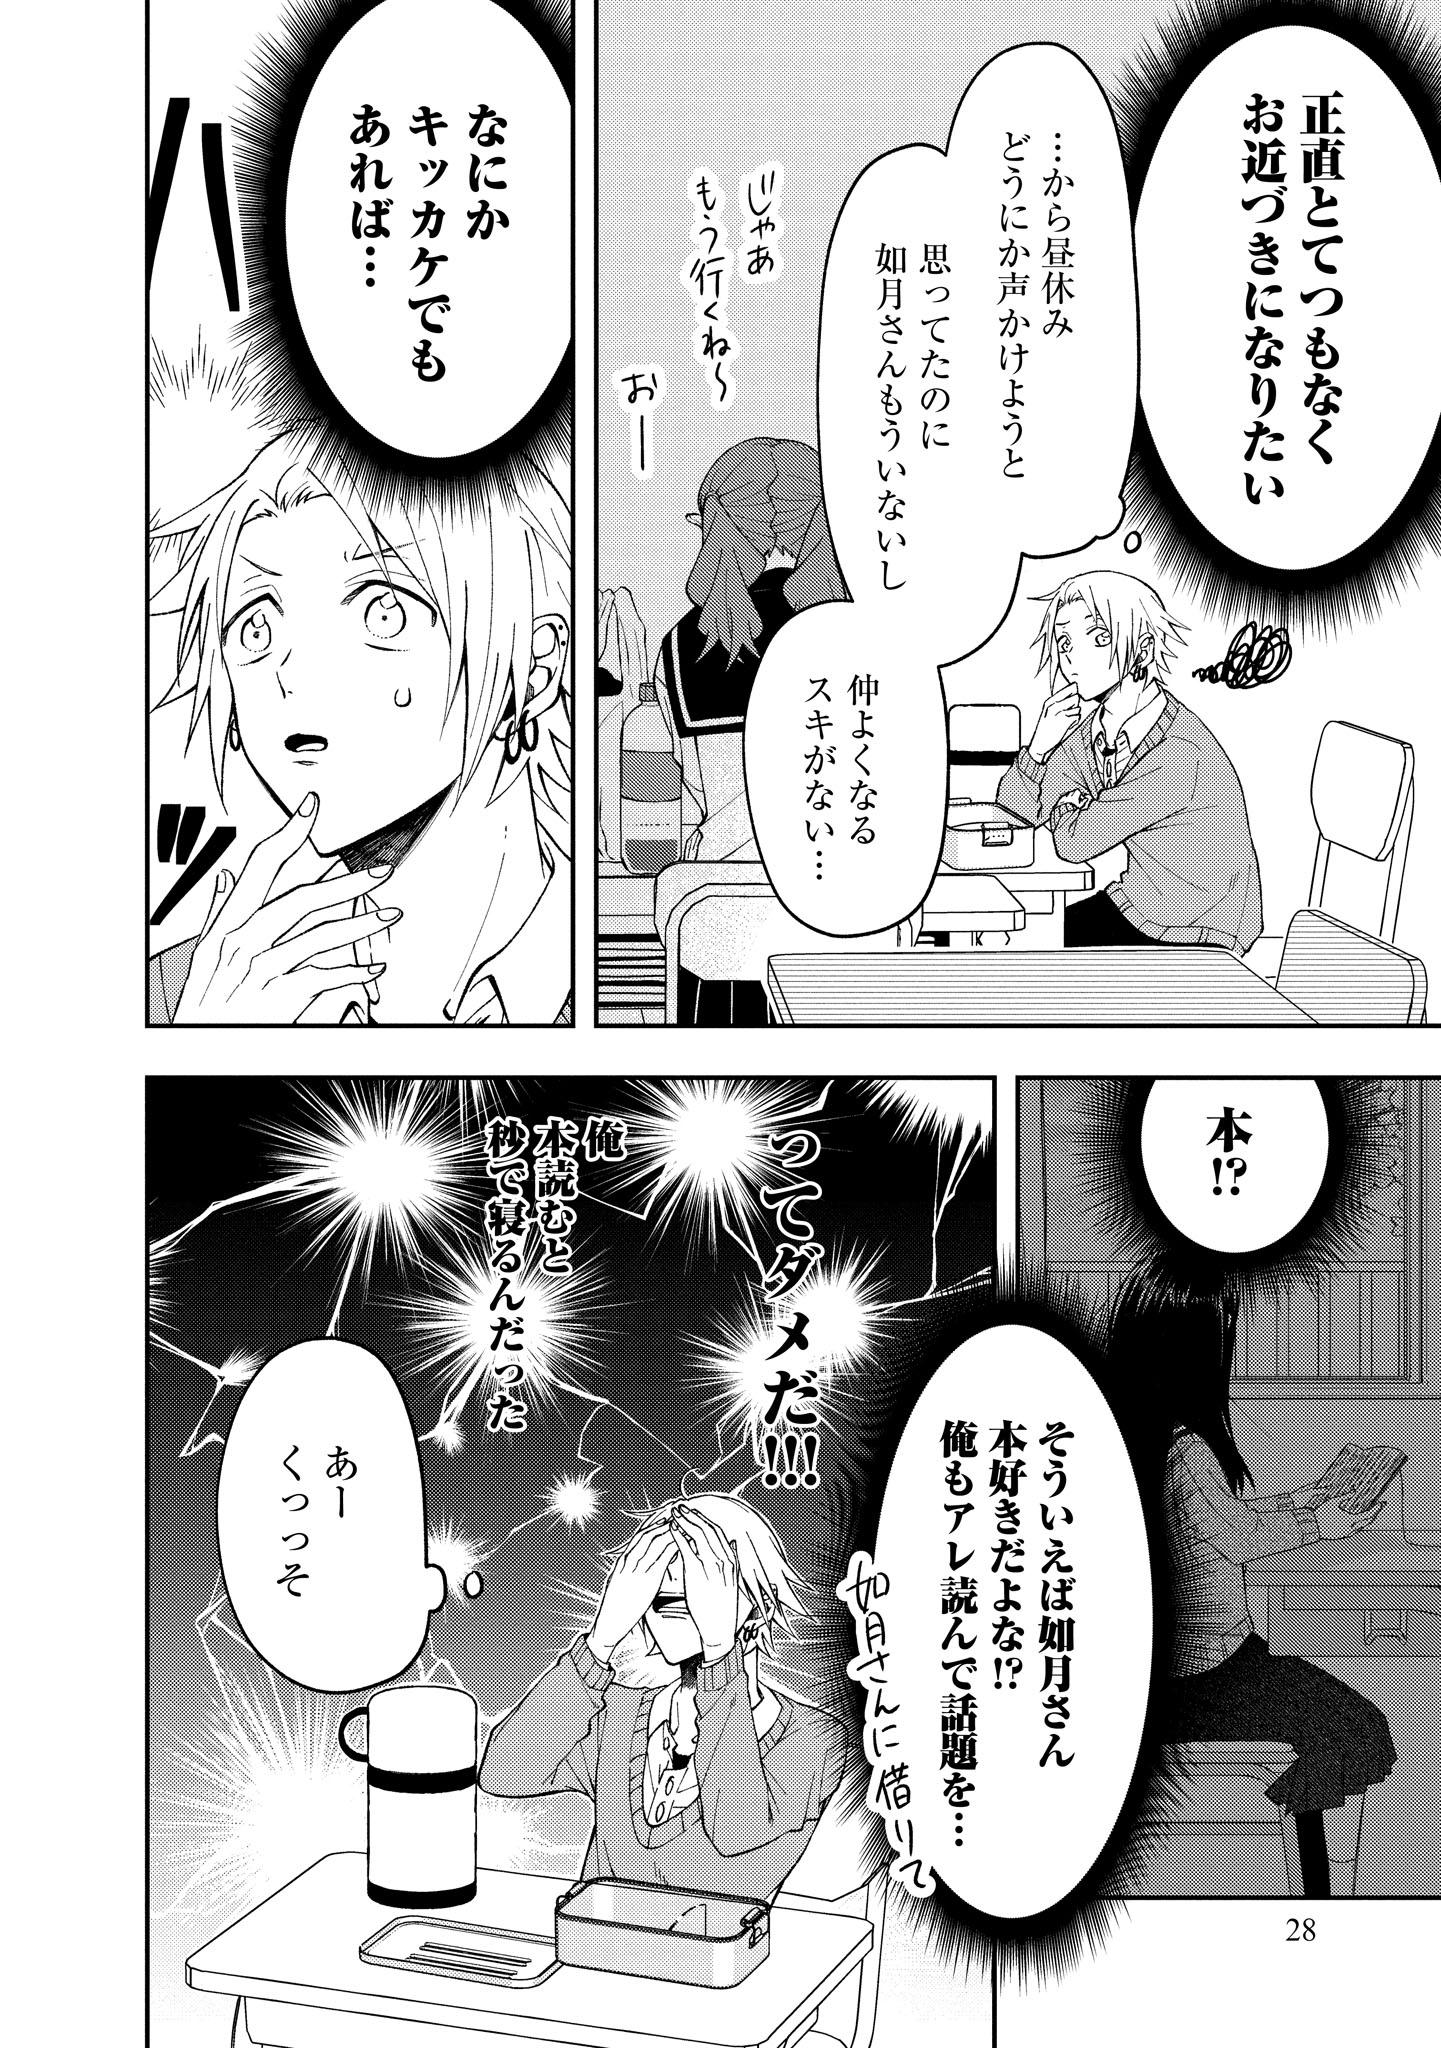 正直とてつもなく
お近づきになりたい
…から昼休み
どうにか声かけようと
思ってたのに
如月さんもういないし
仲よくなる
スキがない…
じゃあ
もう行くね〜
おー
なにか
キッカケでも
あれば…
ハッ
本!?
そういえば如月さん
本好きだよな!?
俺もアレ読んで話題を…
如月さんに借りて
ってダメだ!!!
俺
本読むと
秒で寝るんだった
あー
くっっそ
28